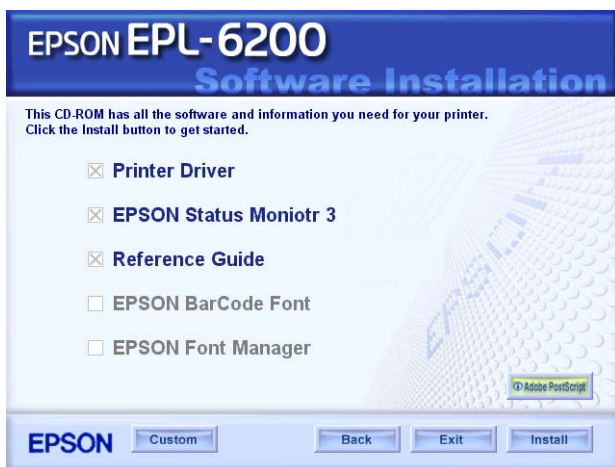 EPSON EPL-6200
Software Installation
This CD-ROM has all the software and information you need for your printer.
Click the Install button to get started.
Printer Driver
EPSON Status Moniotr 3
Reference Guide
EPSON BarCode Font
EPSON Font Manager
EPSON
Adobe PostScript
EPSON Custom Back Exit Install